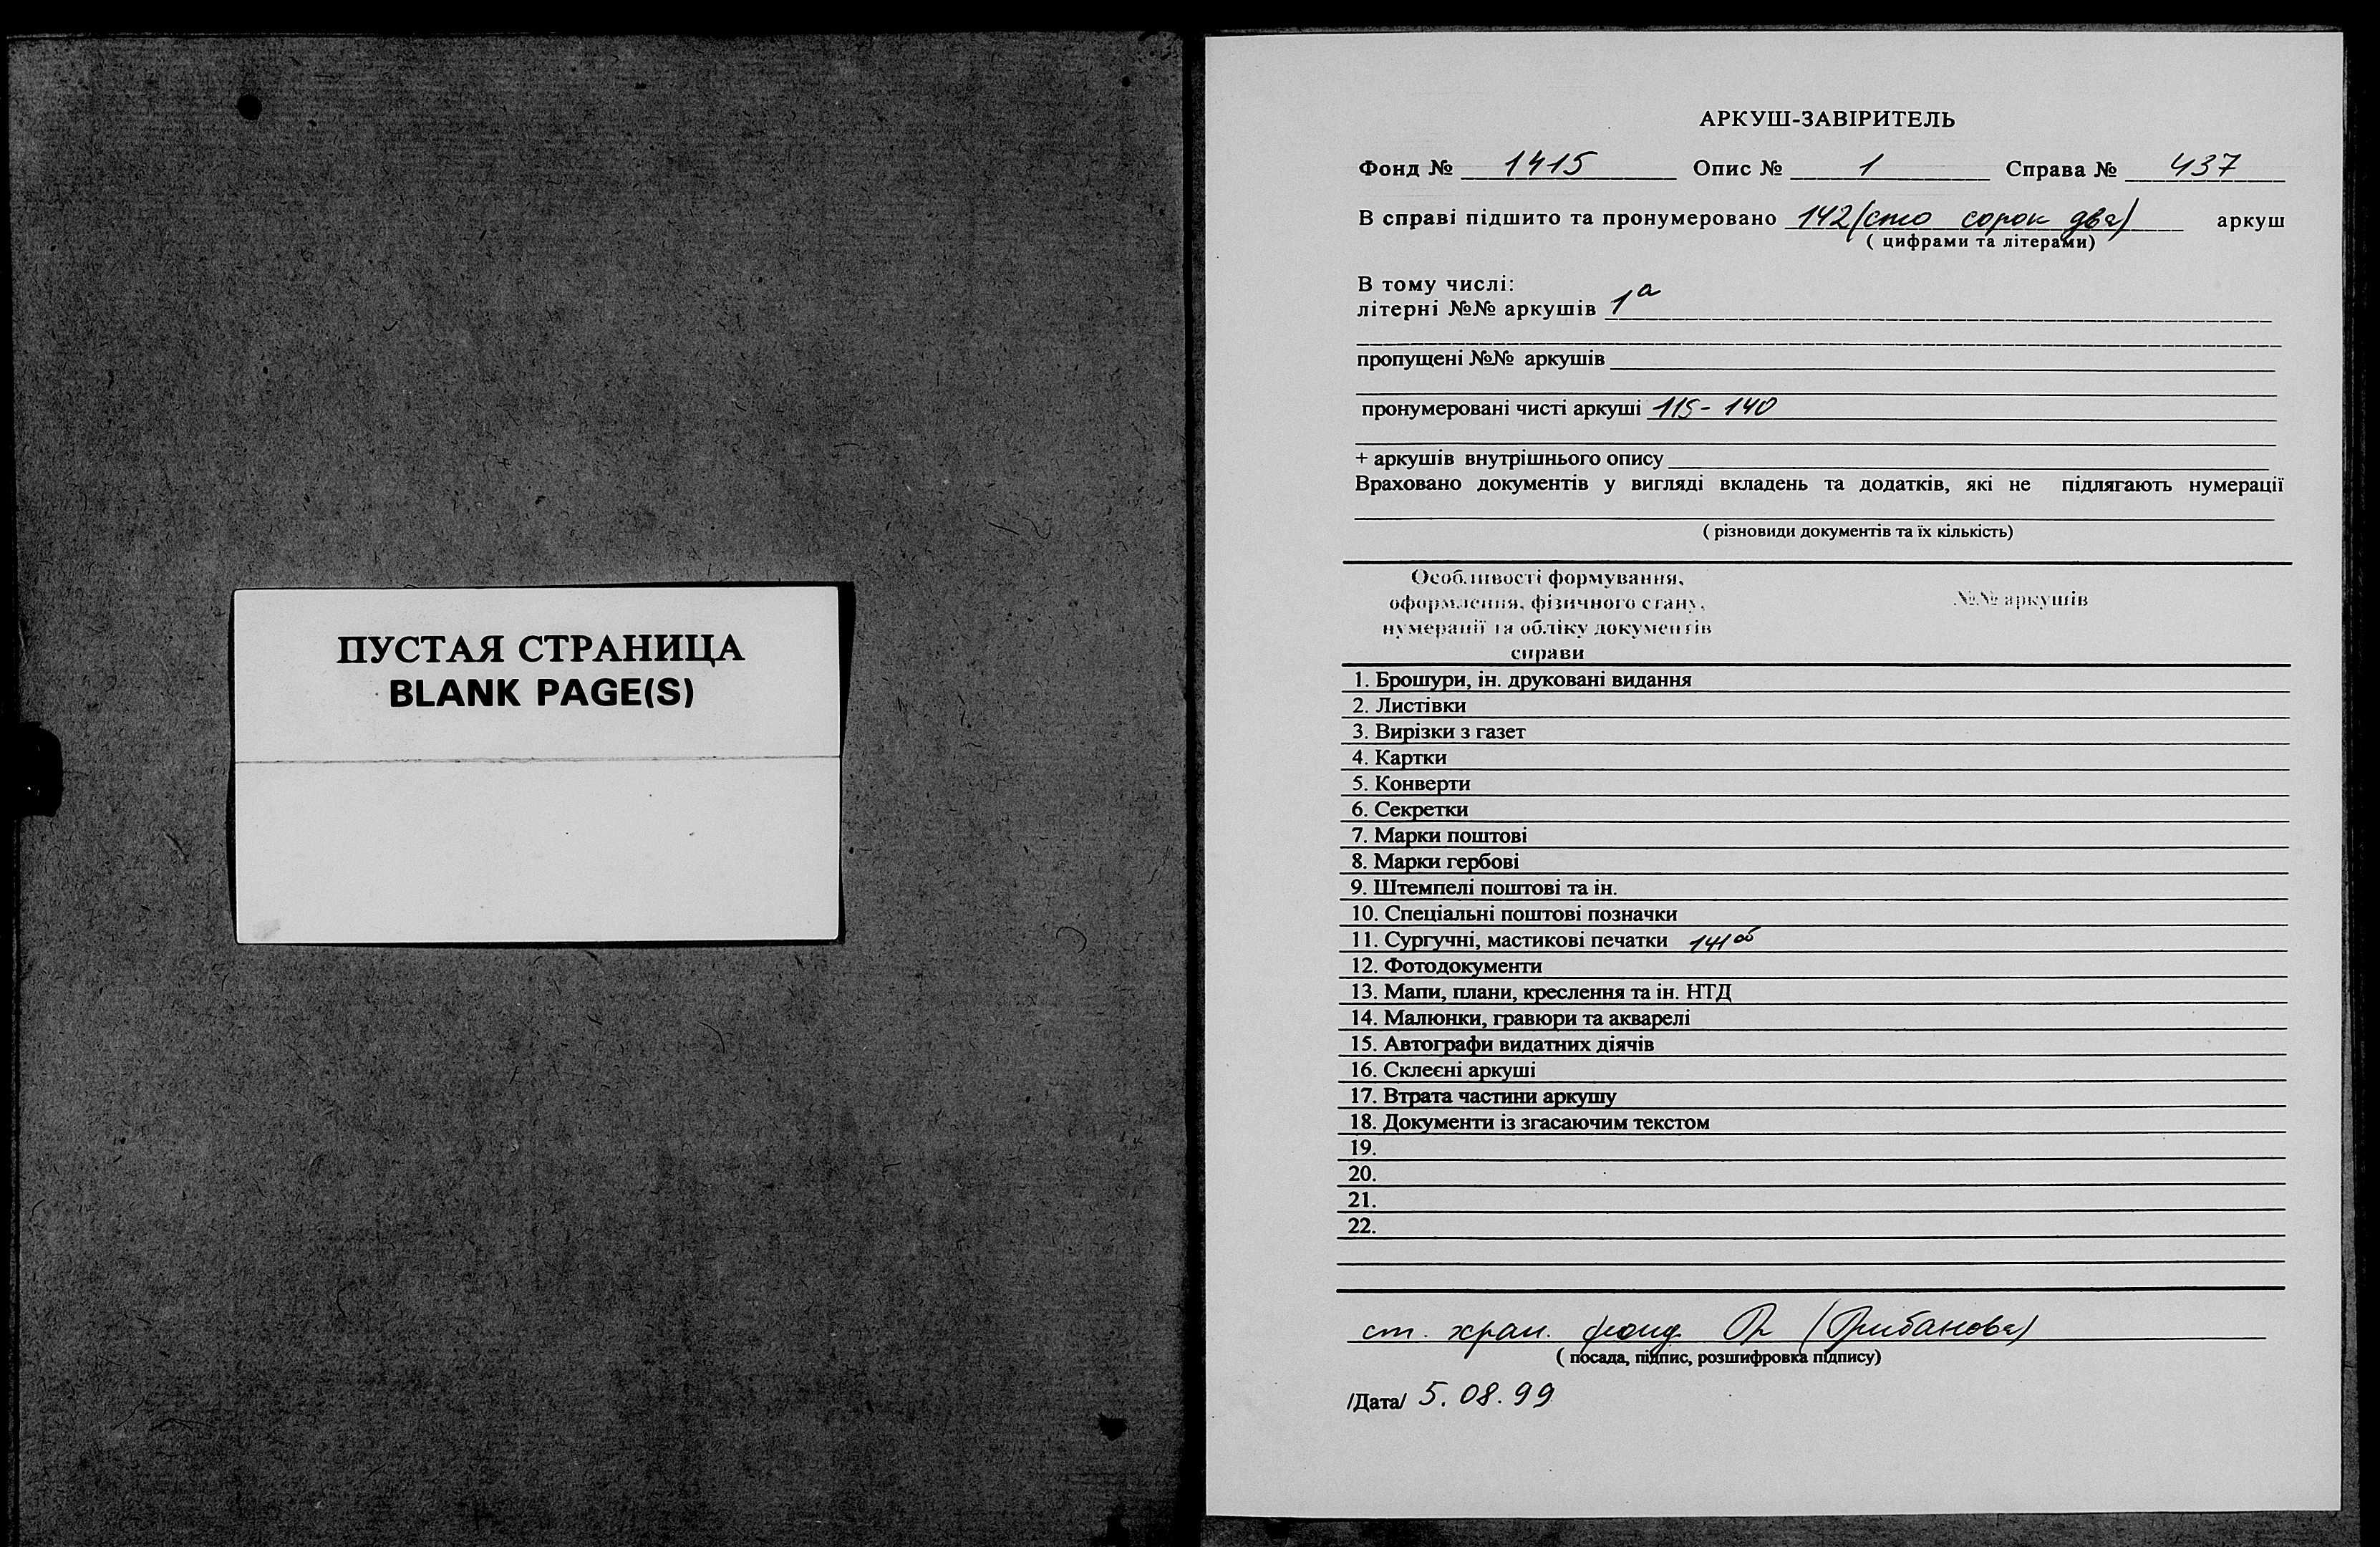 ПУСТАЯ СТРАНИЦА
BLANK PAGE(S)
АРКУШ-ЗАВІРИТЕЛЬ
Фонд № 1415 Опис № 1 Справа № 437
В справі підшито та пронумеровано 142 (сто сорок два) аркуш
( цифрами та літерами)
В тому числі:
літерні №№ аркушів 1а
пропущені №№ аркушів
пронумеровані чисті аркуші 115-140
+ аркушів внутрішнього опису
Враховано документів у вигляді вкладень та додатків, які не підлягають нумерації
( різновиди документів та їх кількість)
Особливості формування,
оформлення, фізичного стану, №№ аркушів
нумерації та обліку документів
справи
1. Брошури, ін. друковані видання
2. Листівки
3. Вирізки з газет
4. Картки
5. Конверти
6. Секретки
7. Марки поштові
8. Марки гербові
9. Штемпелі поштові та ін.
10. Спеціальні поштові позначки
11. Сургучні, мастикові печатки 141об
12. Фотодокументи
13. Мапи, плани, креслення та ін. НТД
14. Малюнки, гравюри та акварелі
15. Автографи видатних діячів
16. Склеєні аркуші
17. Втрата частини аркушу
18. Документи із згасаючим текстом
19.
20.
21.
22.
ст. хран. фонд (Грибанова)
( посада, підпис, розшифровка підпису)
/Дата/ 5. 08. 99